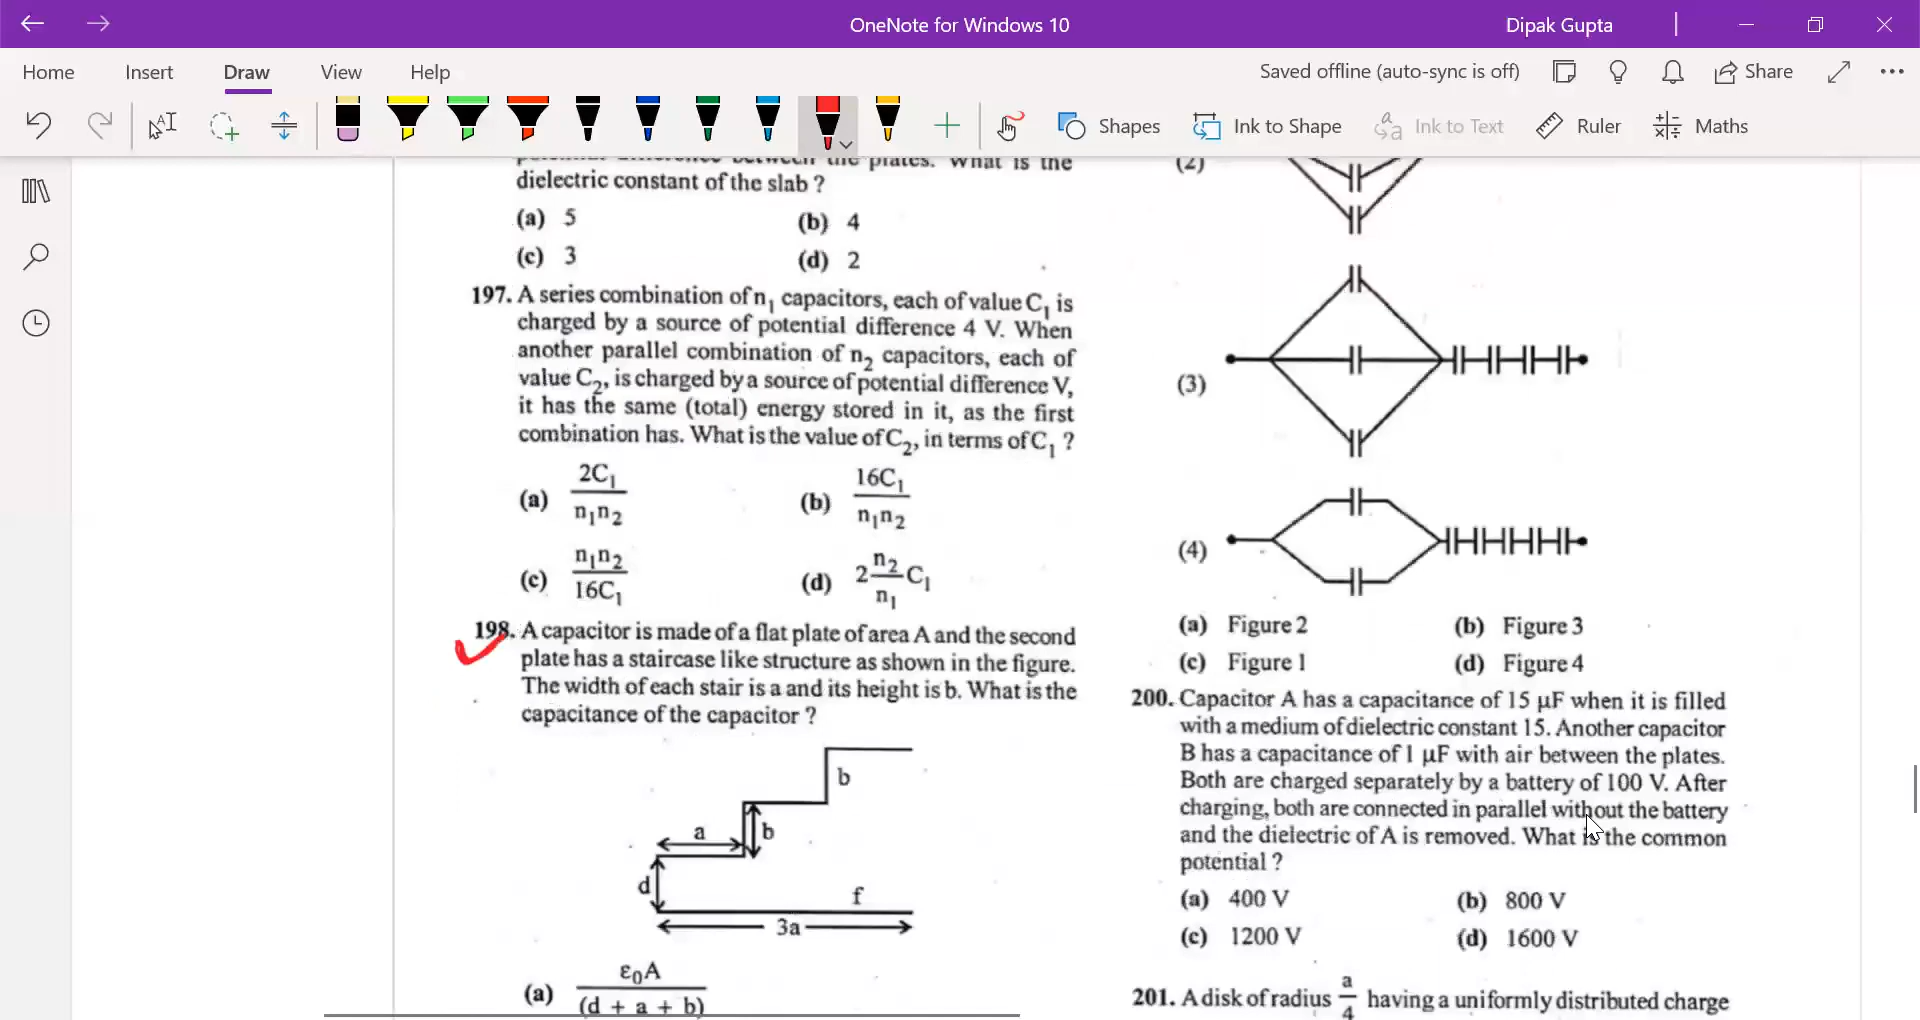 OneNote for Windows 10
Dipak Gupta
Home Insert Draw View Help
Saved offline (auto-sync is off)
Share
Shapes
Ink to Shape
Ink to Text
Ruler
Maths
potential difference between the plates. What is the
dielectric constant of the slab ?
(a) 5 (b) 4
(c) 3 (d) 2
197. A series combination of n₁ capacitors, each of value C₁ is
charged by a source of potential difference 4 V. When
another parallel combination of n₂ capacitors, each of
value C₂, is charged by a source of potential difference V,
it has the same (total) energy stored in it, as the first
combination has. What is the value of C₂, in terms of C₁ ?
(a) 2C₁/n₁n₂ (b) 16C₁/n₁n₂
(c) n₁n₂/16C₁ (d) 2 n₂/n₁ C₁
198. A capacitor is made of a flat plate of area A and the second
plate has a staircase like structure as shown in the figure.
The width of each stair is a and its height is b. What is the
capacitance of the capacitor ?
b
a b
d f
3a
(a) ε₀A/(d + a + b)
(2)
(3)
(4)
(a) Figure 2 (b) Figure 3
(c) Figure 1 (d) Figure 4
200. Capacitor A has a capacitance of 15 μF when it is filled
with a medium of dielectric constant 15. Another capacitor
B has a capacitance of 1 μF with air between the plates.
Both are charged separately by a battery of 100 V. After
charging, both are connected in parallel without the battery
and the dielectric of A is removed. What is the common
potential ?
(a) 400 V (b) 800 V
(c) 1200 V (d) 1600 V
201. A disk of radius a/4 having a uniformly distributed charge